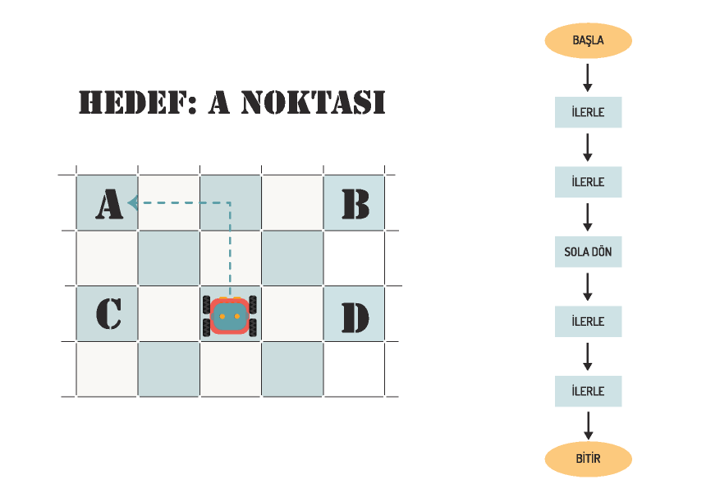 HEDEF: A NOKTASI
A
B
C
D
BAŞLA
İLERLE
İLERLE
SOLA DÖN
İLERLE
İLERLE
BİTİR